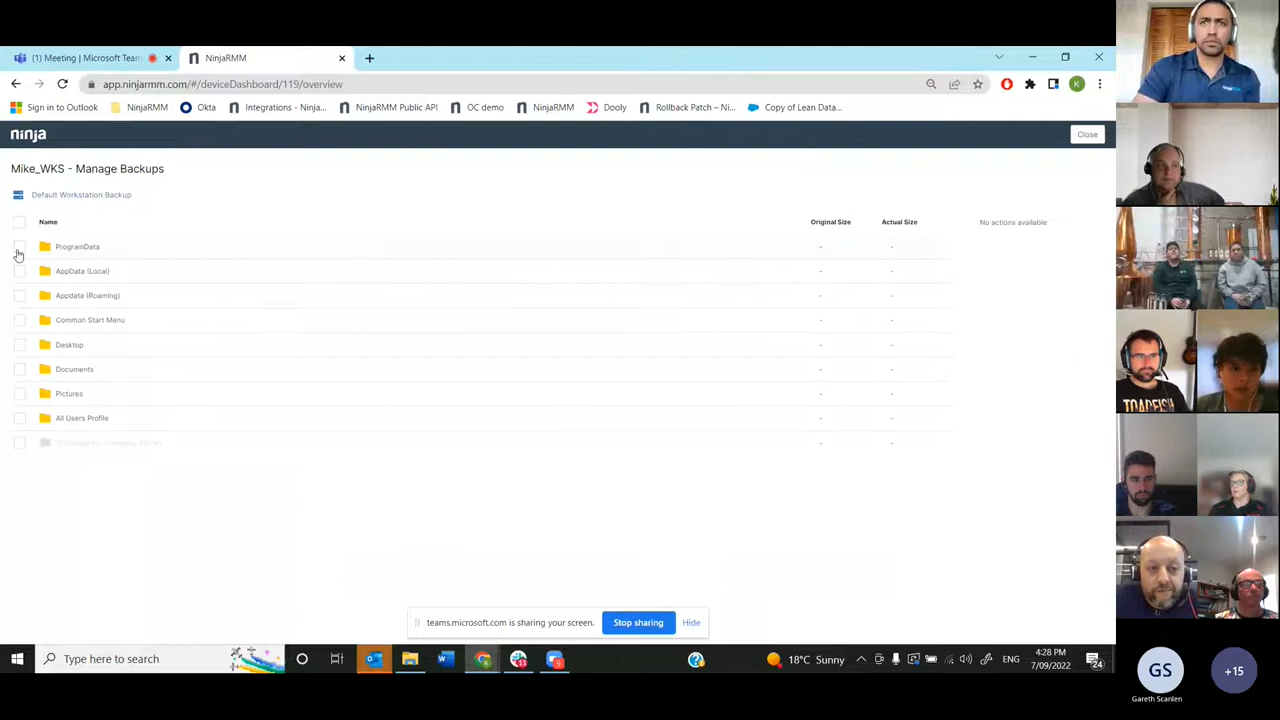 (1) Meeting | Microsoft Team
NinjaRMM
app.ninjarmm.com/#/deviceDashboard/119/overview
K
Sign in to Outlook
NinjaRMM
Okta
Integrations - Ninja...
NinjaRMM Public API
OC demo
NinjaRMM
Dooly
Rollback Patch – Ni...
Copy of Lean Data...
ninja
Close
Mike_WKS - Manage Backups
Default Workstation Backup
Name
Original Size
Actual Size
No actions available
ProgramData
-
-
AppData (Local)
-
-
Appdata (Roaming)
-
-
Common Start Menu
-
-
Desktop
-
-
Documents
-
-
Pictures
-
-
All Users Profile
-
-
-
-
teams.microsoft.com is sharing your screen.
Stop sharing
Hide
Type here to search
18°C Sunny
ENG
4:28 PM
7/09/2022
24
TOADFISH
GS
Gareth Scanlen
+15